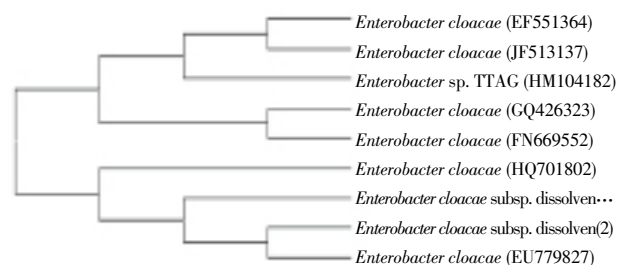 Enterobacter cloacae (EF551364)
Enterobacter cloacae (JF513137)
Enterobacter sp. TTAG (HM104182)
Enterobacter cloacae (GQ426323)
Enterobacter cloacae (FN669552)
Enterobacter cloacae (HQ701802)
Enterobacter cloacae subsp. dissolven···
Enterobacter cloacae subsp. dissolven(2)
Enterobacter cloacae (EU779827)